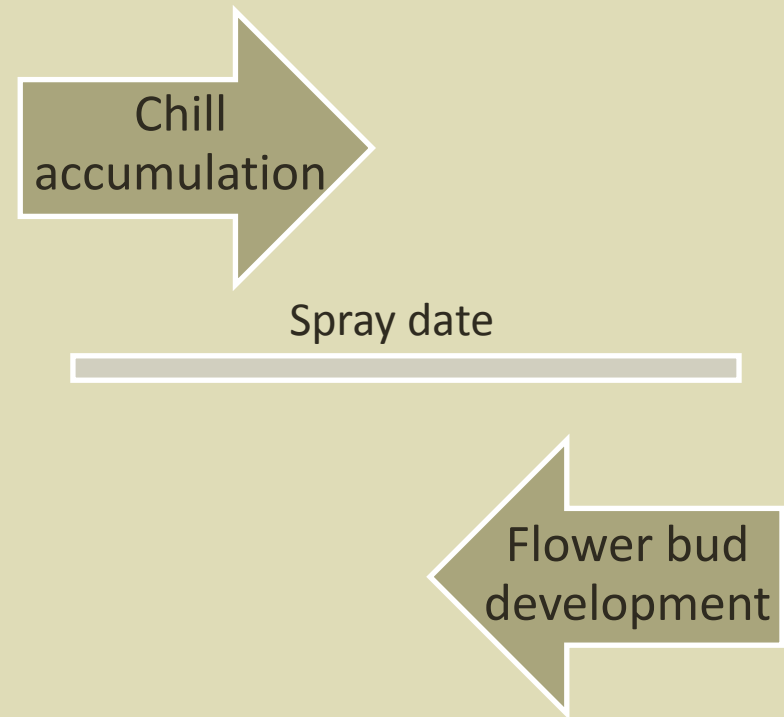 Chill
accumulation
Spray date
Flower bud
development